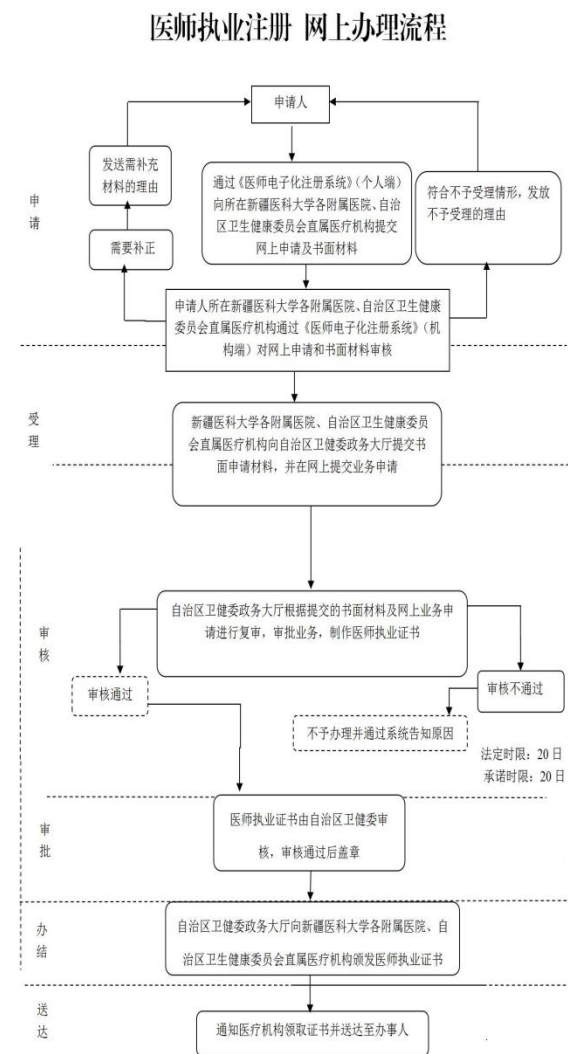 医师执业注册 网上办理流程
申请人
发送需补充
材料的理由
通过《医师电子化注册系统》（个人端）
向所在新疆医科大学各附属医院、自治
区卫生健康委员会直属医疗机构提交
网上申请及书面材料
符合不予受理情形，发放
不予受理的理由
申
请
需要补正
申请人所在新疆医科大学各附属医院、自治区卫生健康
委员会直属医疗机构通过《医师电子化注册系统》（机
构端）对网上申请和书面材料审核
受
理
新疆医科大学各附属医院、自治区卫生健康委员
会直属医疗机构向自治区卫健委政务大厅提交书
面申请材料，并在网上提交业务申请
审
核
自治区卫健委政务大厅根据提交的书面材料及网上业务申
请进行复审，审批业务，制作医师执业证书
审核通过
审核不通过
不予办理并通过系统告知原因
法定时限：20 日
承诺时限：20 日
审
批
医师执业证书由自治区卫健委审
核，审核通过后盖章
办
结
自治区卫健委政务大厅向新疆医科大学各附属医院、自
治区卫生健康委员会直属医疗机构颁发医师执业证书
送
达
通知医疗机构领取证书并送达至办事人